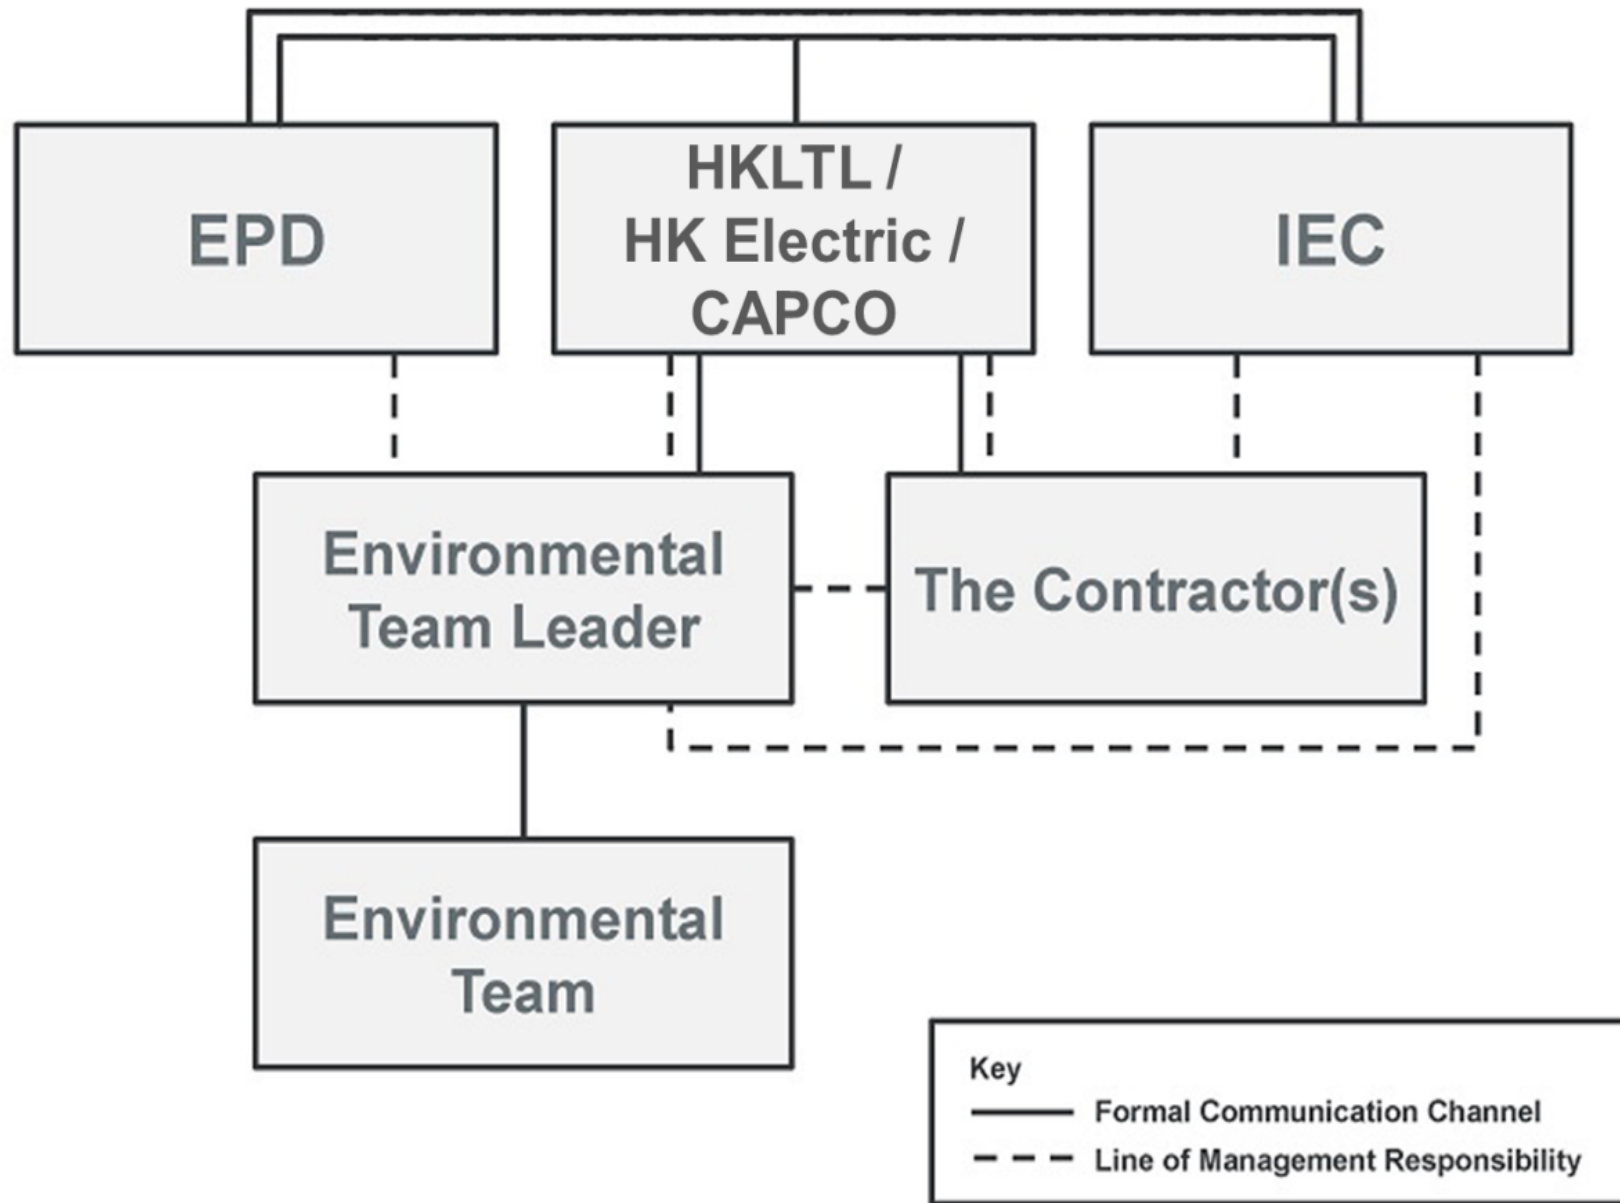 EPD
HKLTL /
HK Electric /
CAPCO
IEC
Environmental
Team Leader
The Contractor(s)
Environmental
Team
Key
Formal Communication Channel
Line of Management Responsibility